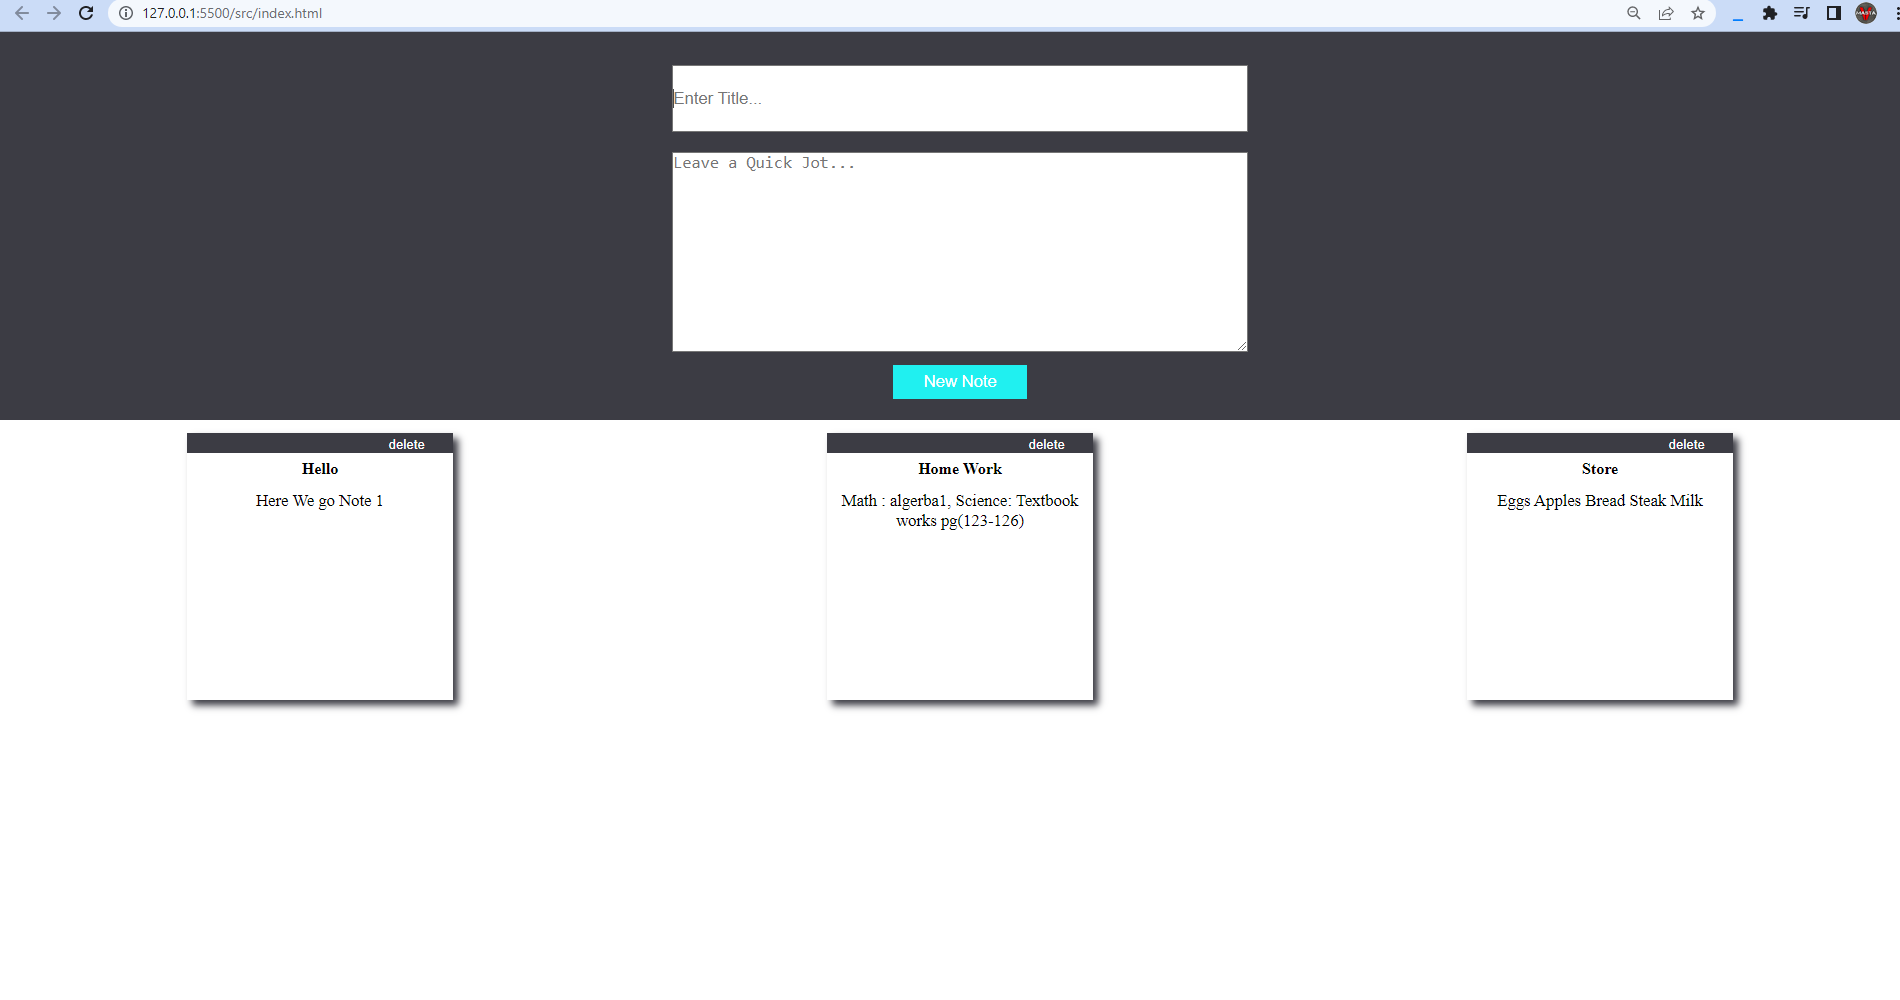 127.0.0.1:5500/src/index.html
Enter Title...
Leave a Quick Jot...
New Note
delete
Hello
Here We go Note 1
delete
Home Work
Math : algerba1, Science: Textbook
works pg(123-126)
delete
Store
Eggs Apples Bread Steak Milk